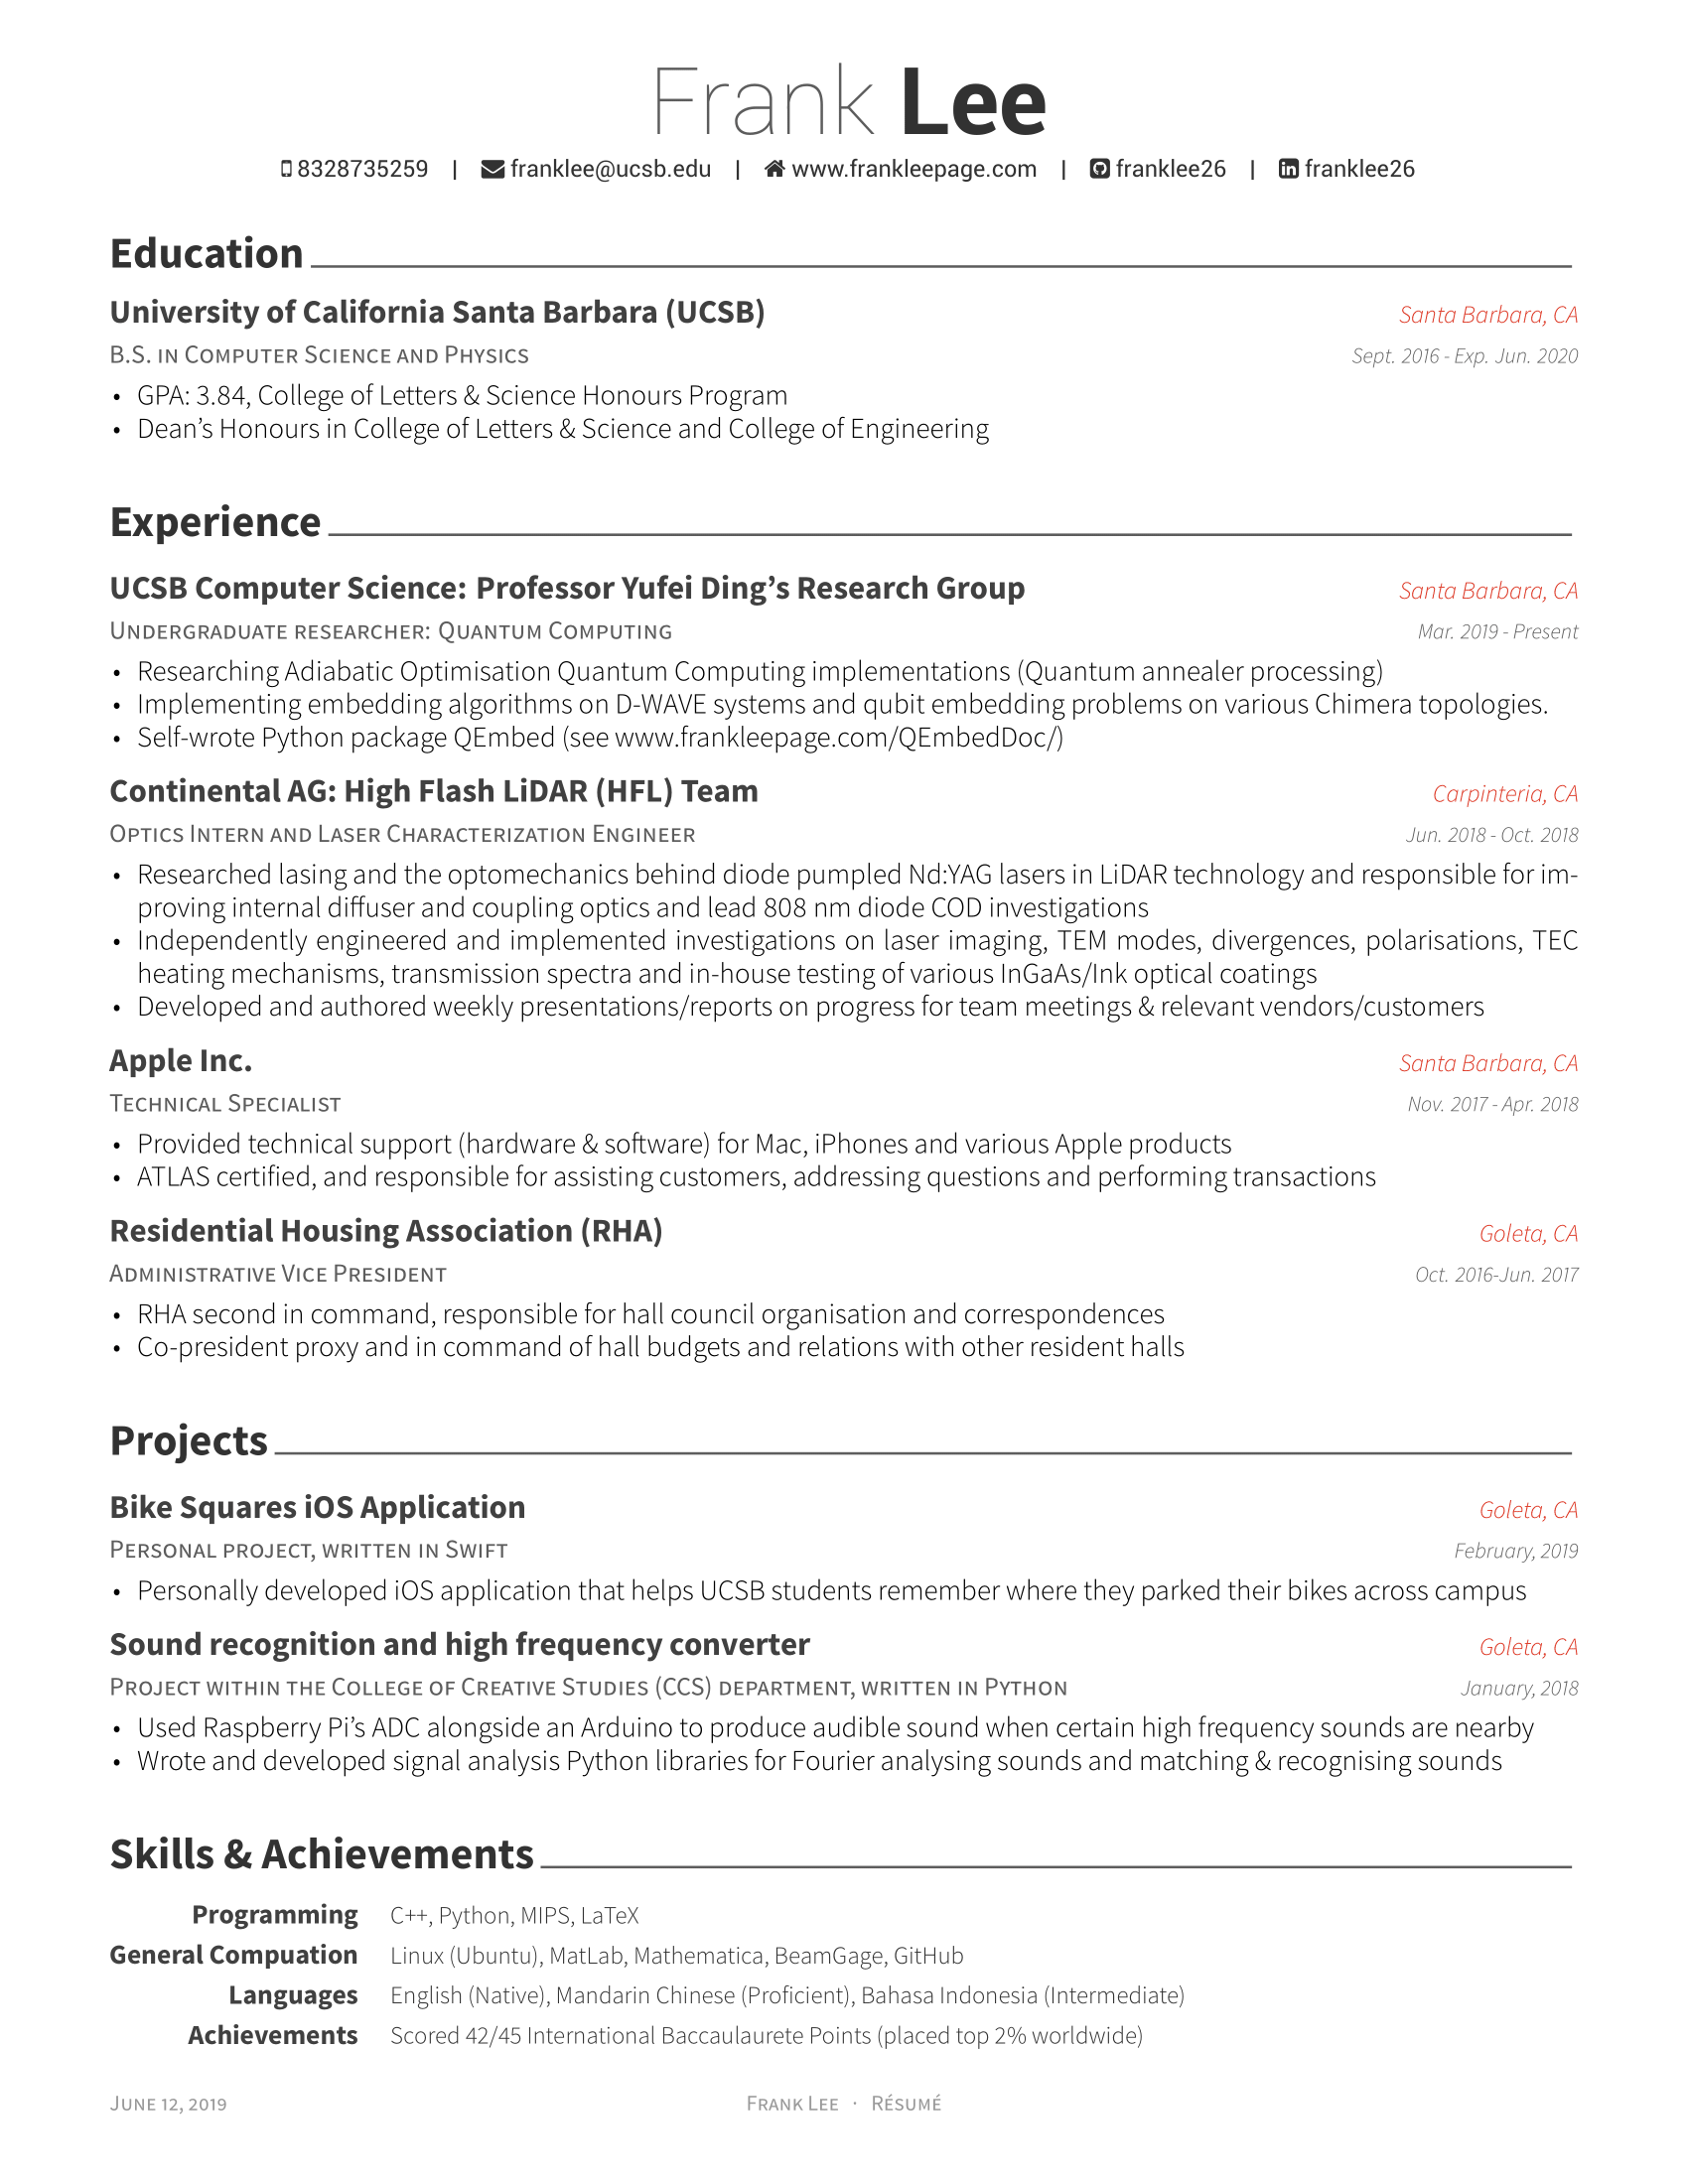 Frank Lee
8328735259 | franklee@ucsb.edu | www.frankleepage.com | franklee26 | franklee26
Education
University of California Santa Barbara (UCSB) Santa Barbara, CA
B.S. in Computer Science and Physics Sept. 2016 - Exp. Jun. 2020
• GPA: 3.84, College of Letters & Science Honours Program
• Dean's Honours in College of Letters & Science and College of Engineering
Experience
UCSB Computer Science: Professor Yufei Ding's Research Group Santa Barbara, CA
Undergraduate researcher: Quantum Computing Mar. 2019 - Present
• Researching Adiabatic Optimisation Quantum Computing implementations (Quantum annealer processing)
• Implementing embedding algorithms on D-WAVE systems and qubit embedding problems on various Chimera topologies.
• Self-wrote Python package QEmbed (see www.frankleepage.com/QEmbedDoc/)
Continental AG: High Flash LiDAR (HFL) Team Carpinteria, CA
Optics Intern and Laser Characterization Engineer Jun. 2018 - Oct. 2018
• Researched lasing and the optomechanics behind diode pumpled Nd:YAG lasers in LiDAR technology and responsible for im-
proving internal diffuser and coupling optics and lead 808 nm diode COD investigations
• Independently engineered and implemented investigations on laser imaging, TEM modes, divergences, polarisations, TEC
heating mechanisms, transmission spectra and in-house testing of various InGaAs/Ink optical coatings
• Developed and authored weekly presentations/reports on progress for team meetings & relevant vendors/customers
Apple Inc. Santa Barbara, CA
Technical Specialist Nov. 2017 - Apr. 2018
• Provided technical support (hardware & software) for Mac, iPhones and various Apple products
• ATLAS certified, and responsible for assisting customers, addressing questions and performing transactions
Residential Housing Association (RHA) Goleta, CA
Administrative Vice President Oct. 2016-Jun. 2017
• RHA second in command, responsible for hall council organisation and correspondences
• Co-president proxy and in command of hall budgets and relations with other resident halls
Projects
Bike Squares iOS Application Goleta, CA
Personal project, written in Swift February, 2019
• Personally developed iOS application that helps UCSB students remember where they parked their bikes across campus
Sound recognition and high frequency converter Goleta, CA
Project within the College of Creative Studies (CCS) department, written in Python January, 2018
• Used Raspberry Pi's ADC alongside an Arduino to produce audible sound when certain high frequency sounds are nearby
• Wrote and developed signal analysis Python libraries for Fourier analysing sounds and matching & recognising sounds
Skills & Achievements
Programming C++, Python, MIPS, LaTeX
General Compuation Linux (Ubuntu), MatLab, Mathematica, BeamGage, GitHub
Languages English (Native), Mandarin Chinese (Proficient), Bahasa Indonesia (Intermediate)
Achievements Scored 42/45 International Baccaulaurete Points (placed top 2% worldwide)
June 12, 2019 Frank Lee · Résumé